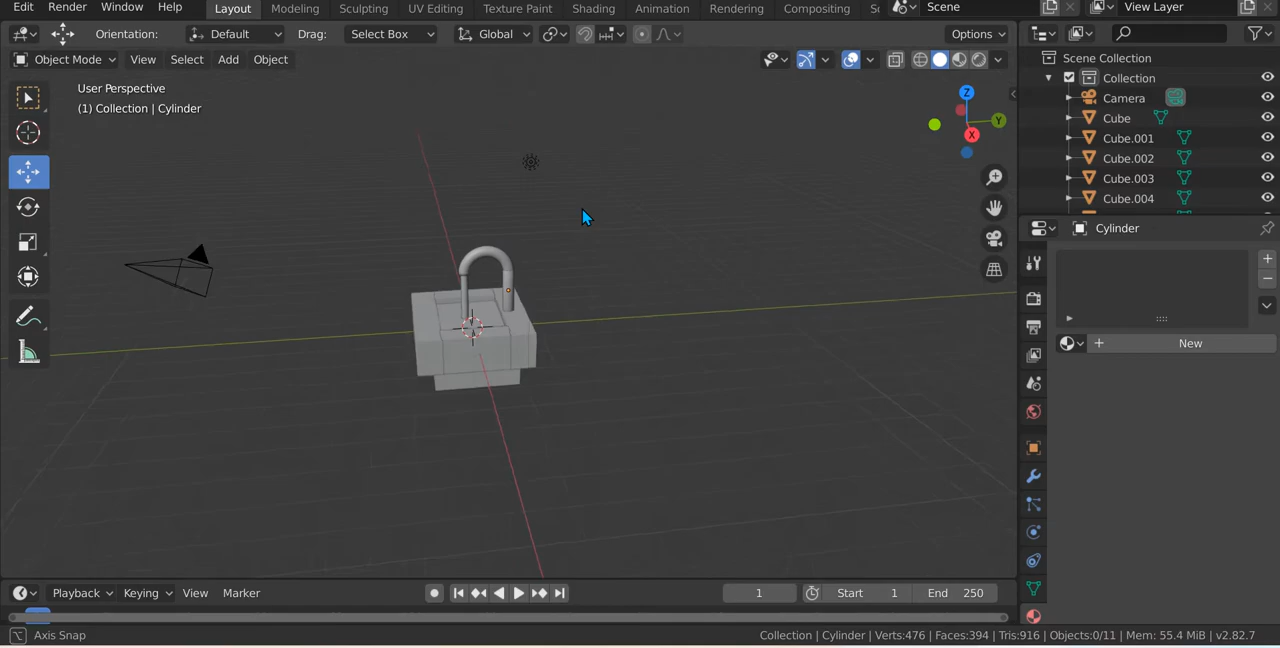 Edit Render Window Help Layout Modeling Sculpting UV Editing Texture Paint Shading Animation Rendering Compositing Sc Scene View Layer
Orientation: Default Drag: Select Box Global Options
Object Mode View Select Add Object
User Perspective
(1) Collection | Cylinder
Z
Y
X
Scene Collection
Collection
Camera
Cube
Cube.001
Cube.002
Cube.003
Cube.004
Cylinder
New
Playback Keying View Marker 1 Start 1 End 250
Axis Snap Collection | Cylinder | Verts:476 | Faces:394 | Tris:916 | Objects:0/11 | Mem: 55.4 MiB | v2.82.7